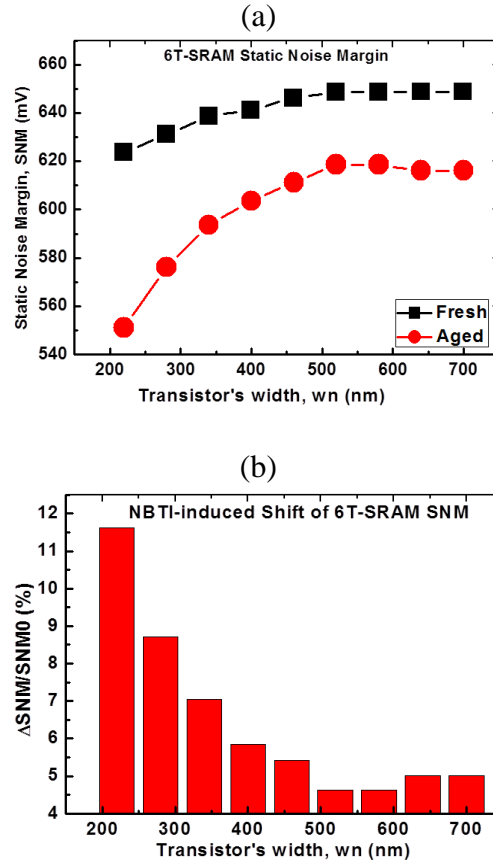 (a)
6T-SRAM Static Noise Margin
Static Noise Margin, SNM (mV)
660
640
620
600
580
560
540
Fresh
Aged
200 300 400 500 600 700
Transistor's width, wn (nm)
(b)
NBTI-induced Shift of 6T-SRAM SNM
ΔSNM/SNM0 (%)
12
11
10
9
8
7
6
5
4
200 300 400 500 600 700
Transistor's width, wn (nm)